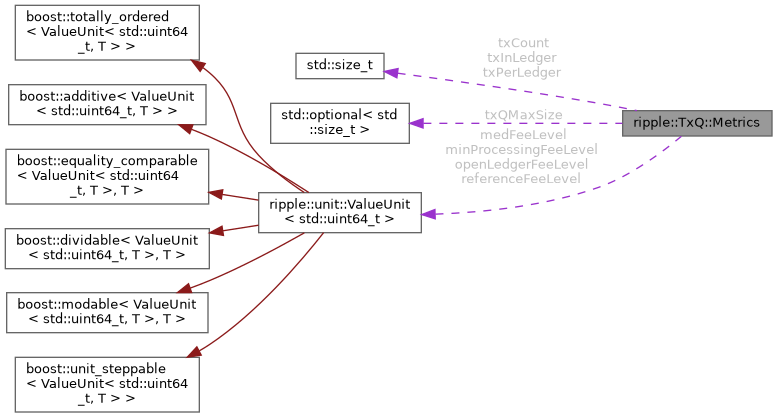 boost::totally_ordered
< ValueUnit< std::uint64
_t, T > >
boost::additive< ValueUnit
< std::uint64_t, T > >
boost::equality_comparable
< ValueUnit< std::uint64
_t, T >, T >
boost::dividable< ValueUnit
< std::uint64_t, T >, T >
boost::modable< ValueUnit
< std::uint64_t, T >, T >
boost::unit_steppable
< ValueUnit< std::uint64
_t, T > >
ripple::unit::ValueUnit
< std::uint64_t >
std::size_t
std::optional< std
::size_t >
txCount
txInLedger
txPerLedger
txQMaxSize
medFeeLevel
minProcessingFeeLevel
openLedgerFeeLevel
referenceFeeLevel
ripple::TxQ::Metrics